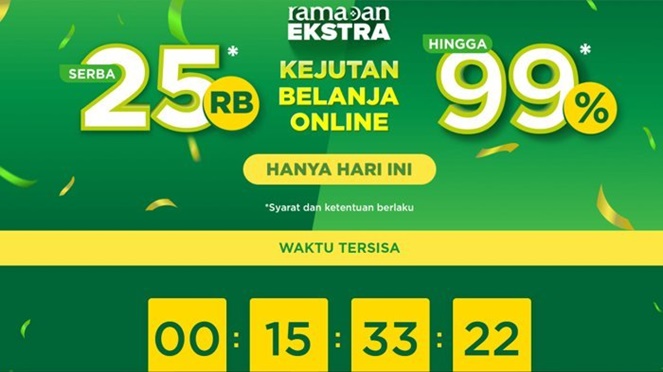 ramadan
EKSTRA
SERBA
25RB*
KEJUTAN
BELANJA
ONLINE
HINGGA
99%*
HANYA HARI INI
*Syarat dan ketentuan berlaku
WAKTU TERSISA
00 : 15 : 33 : 22